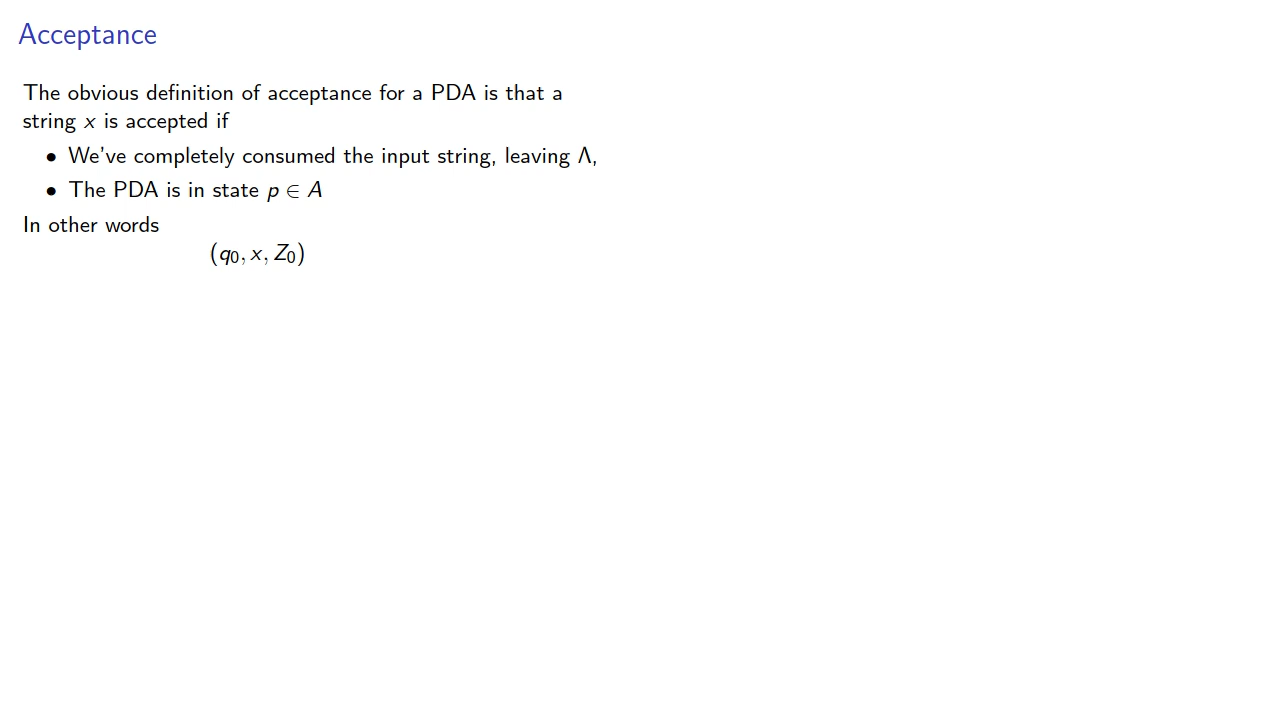 Acceptance
The obvious definition of acceptance for a PDA is that a
string x is accepted if
• We've completely consumed the input string, leaving Λ,
• The PDA is in state p ∈ A
In other words
(q₀, x, Z₀)